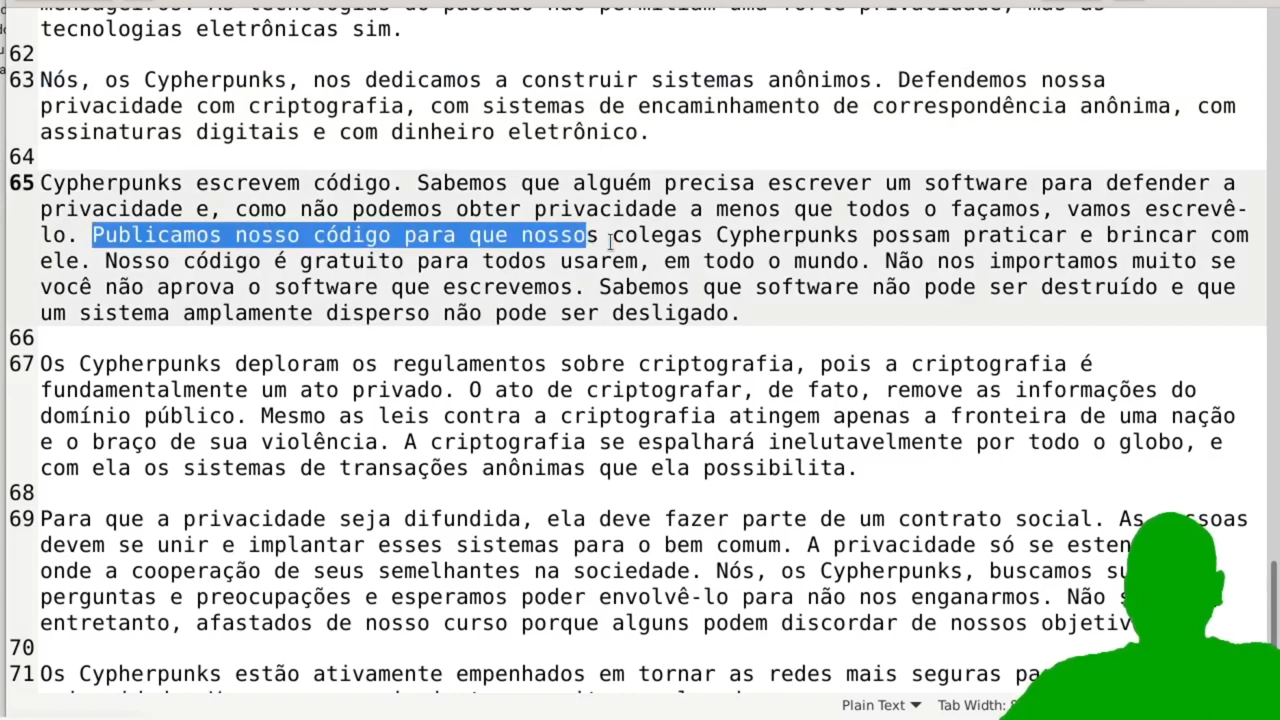 tecnologias eletrônicas sim.
62
63 Nós, os Cypherpunks, nos dedicamos a construir sistemas anônimos. Defendemos nossa
privacidade com criptografia, com sistemas de encaminhamento de correspondência anônima, com
assinaturas digitais e com dinheiro eletrônico.
64
65 Cypherpunks escrevem código. Sabemos que alguém precisa escrever um software para defender a
privacidade e, como não podemos obter privacidade a menos que todos o façamos, vamos escrevê-
lo. Publicamos nosso código para que nossos colegas Cypherpunks possam praticar e brincar com
ele. Nosso código é gratuito para todos usarem, em todo o mundo. Não nos importamos muito se
você não aprova o software que escrevemos. Sabemos que software não pode ser destruído e que
um sistema amplamente disperso não pode ser desligado.
66
67 Os Cypherpunks deploram os regulamentos sobre criptografia, pois a criptografia é
fundamentalmente um ato privado. O ato de criptografar, de fato, remove as informações do
domínio público. Mesmo as leis contra a criptografia atingem apenas a fronteira de uma nação
e o braço de sua violência. A criptografia se espalhará inelutavelmente por todo o globo, e
com ela os sistemas de transações anônimas que ela possibilita.
68
69 Para que a privacidade seja difundida, ela deve fazer parte de um contrato social. As
devem se unir e implantar esses sistemas para o bem comum. A privacidade só se
onde a cooperação de seus semelhantes na sociedade. Nós, os Cypherpunks, buscamos
perguntas e preocupações e esperamos poder envolvê-lo para não nos enganarmos. Não
entretanto, afastados de nosso curso porque alguns podem discordar de nossos
70
71 Os Cypherpunks estão ativamente empenhados em tornar as redes mais seguras
Plain Text Tab Width: